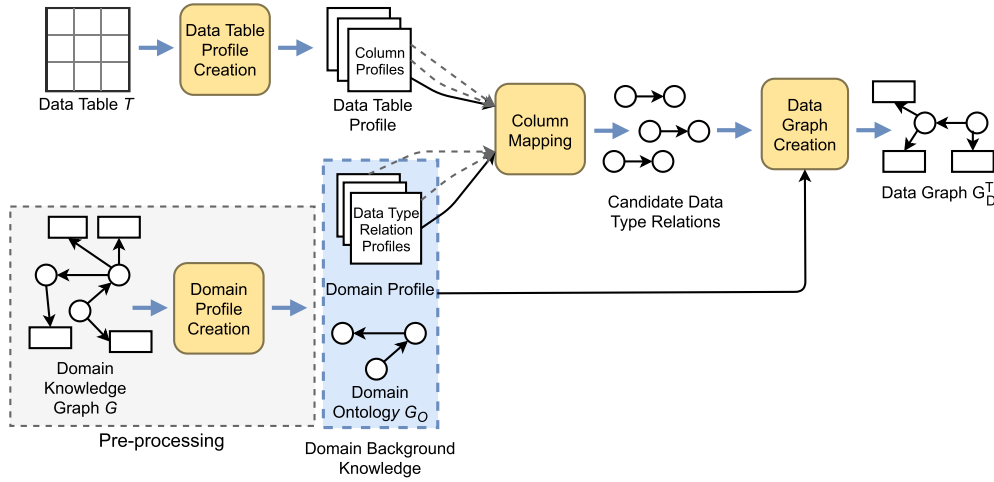 Data Table
Profile
Creation
Data Table T
Column
Profiles
Data Table
Profile
Column
Mapping
Candidate Data
Type Relations
Data
Graph
Creation
Data Graph G_D^T
Data Type
Relation
Profiles
Domain Profile
Domain
Ontology G_O
Domain Background
Knowledge
Domain
Profile
Creation
Domain
Knowledge
Graph G
Pre-processing